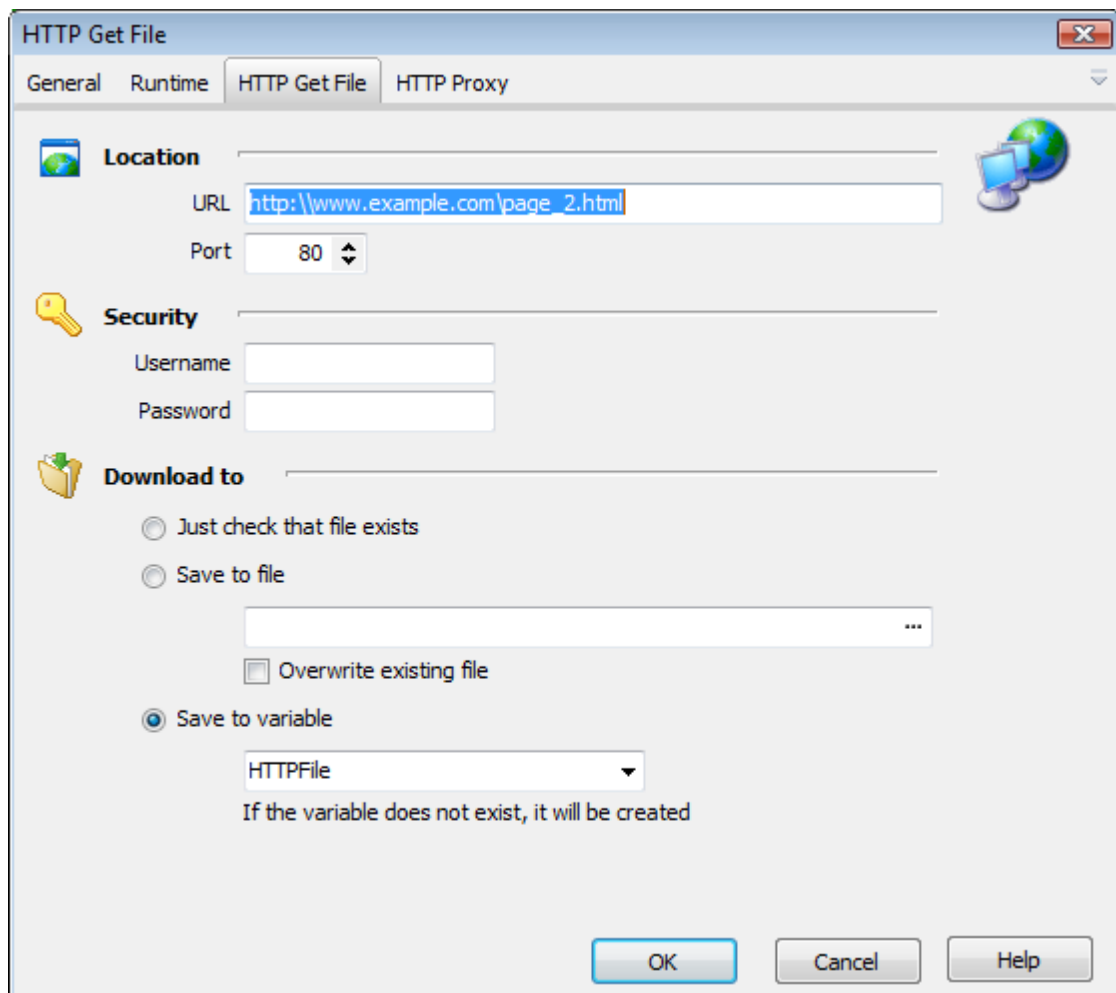 HTTP Get File
General Runtime HTTP Get File HTTP Proxy
Location
URL http:\\www.example.com\page_2.html
Port 80
Security
Username
Password
Download to
Just check that file exists
Save to file
...
Overwrite existing file
Save to variable
HTTPFile
If the variable does not exist, it will be created
OK Cancel Help